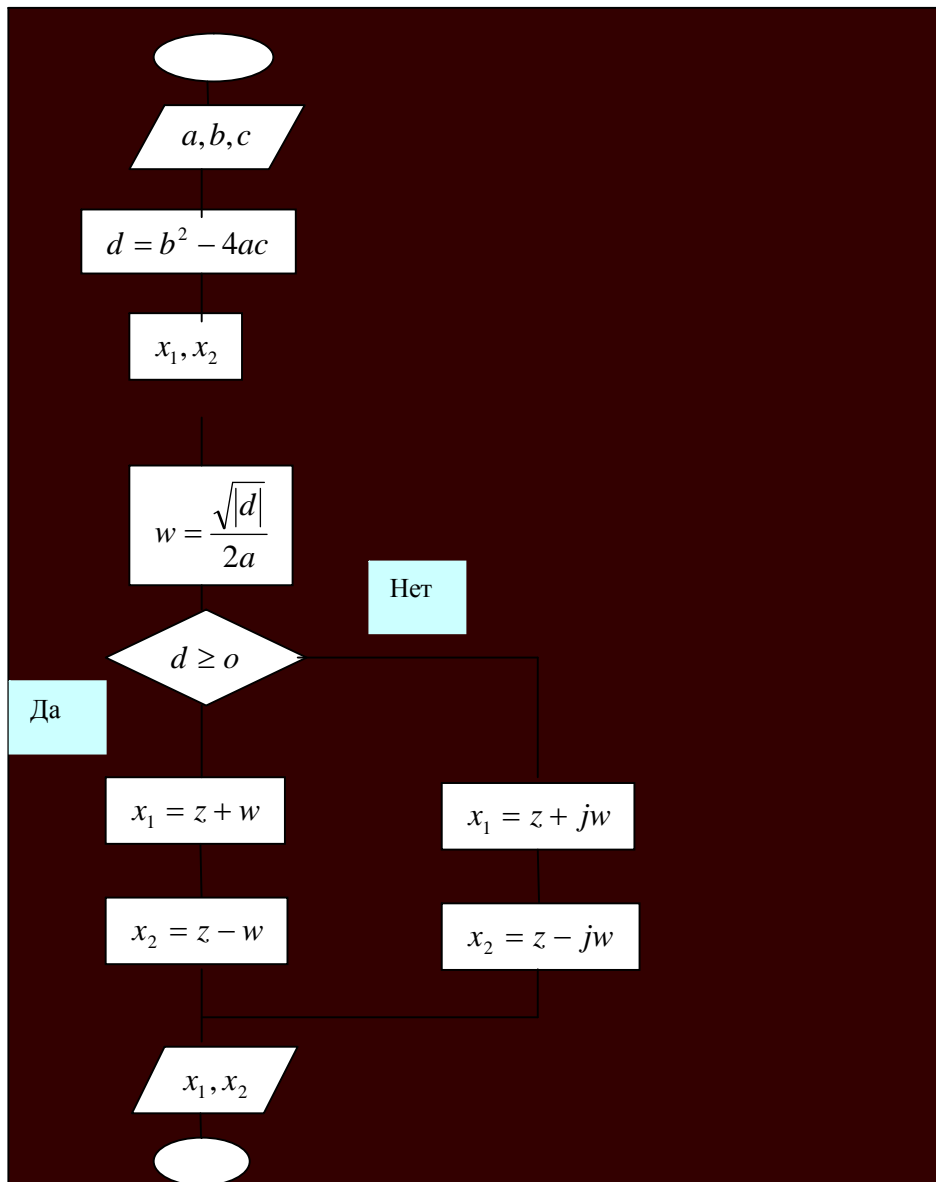 a, b, c
d = b² − 4ac
x₁, x₂
w = √|d| / 2a
Нет
d ≥ o
Да
x₁ = z + w
x₁ = z + jw
x₂ = z − w
x₂ = z − jw
x₁, x₂